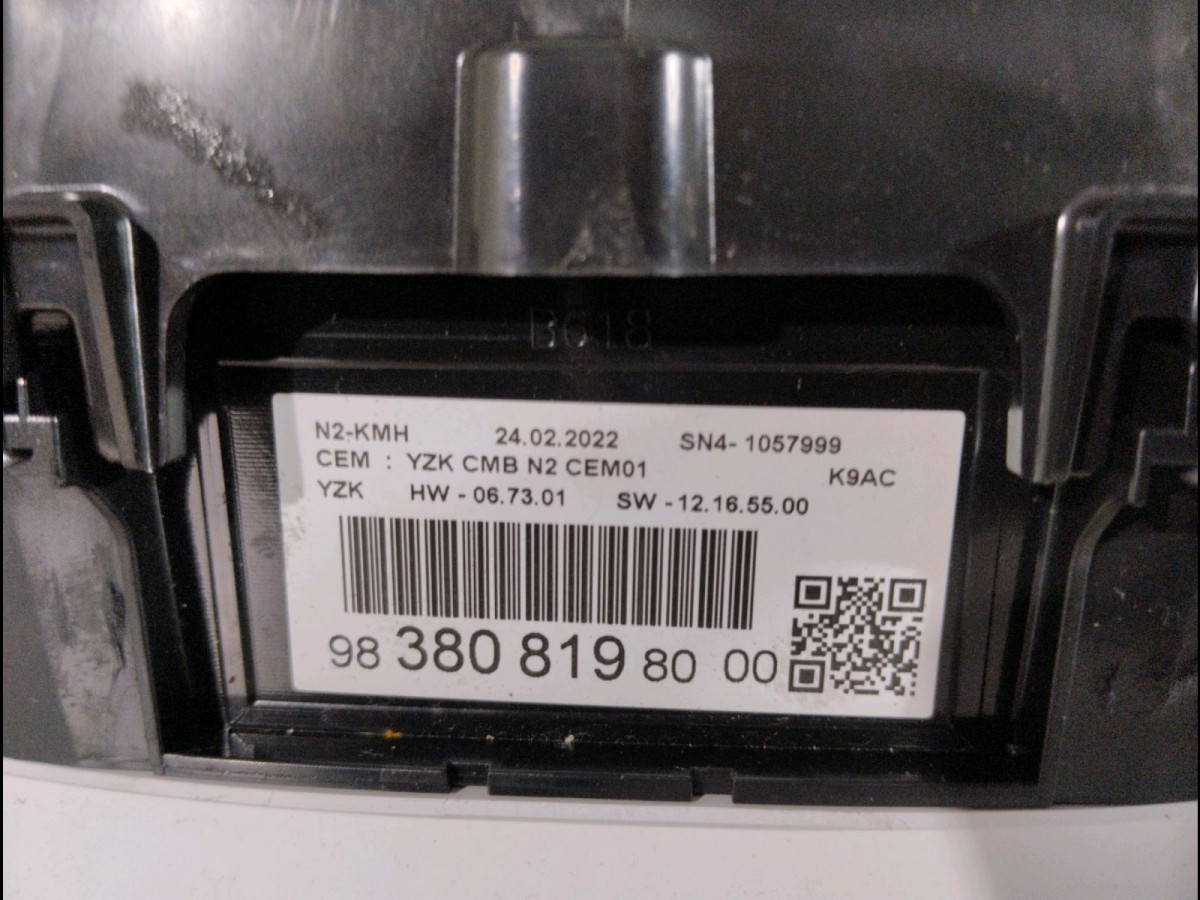 B618
N2-KMH 24.02.2022 SN4- 1057999
CEM : YZK CMB N2 CEM01 K9AC
YZK HW - 06.73.01 SW -12.16.55.00
98 380 819 80 00